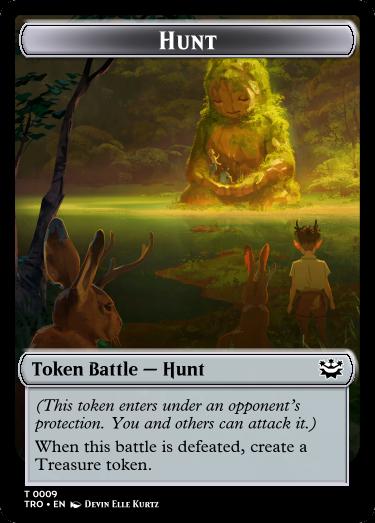 Hunt
Token Battle — Hunt
(This token enters under an opponent's
protection. You and others can attack it.)
When this battle is defeated, create a
Treasure token.
T 0009
TRO • EN Devin Elle Kurtz